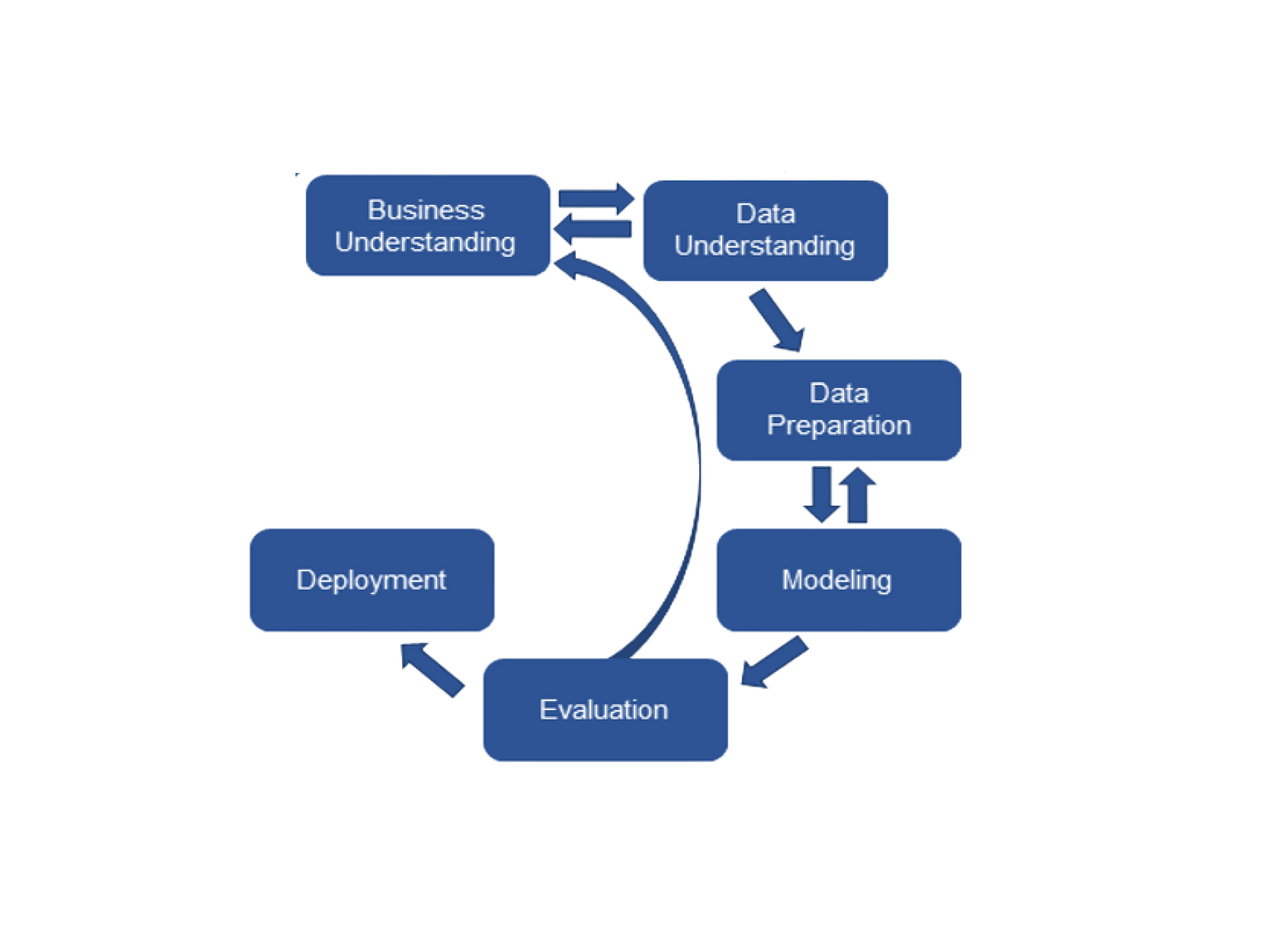 Business
Understanding
Data
Understanding
Data
Preparation
Modeling
Evaluation
Deployment